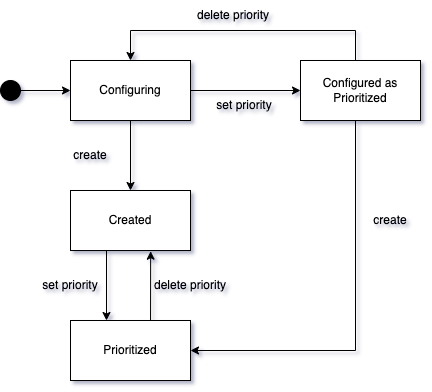 delete priority
Configuring
Configured as
Prioritized
set priority
create
Created
create
set priority
delete priority
Prioritized